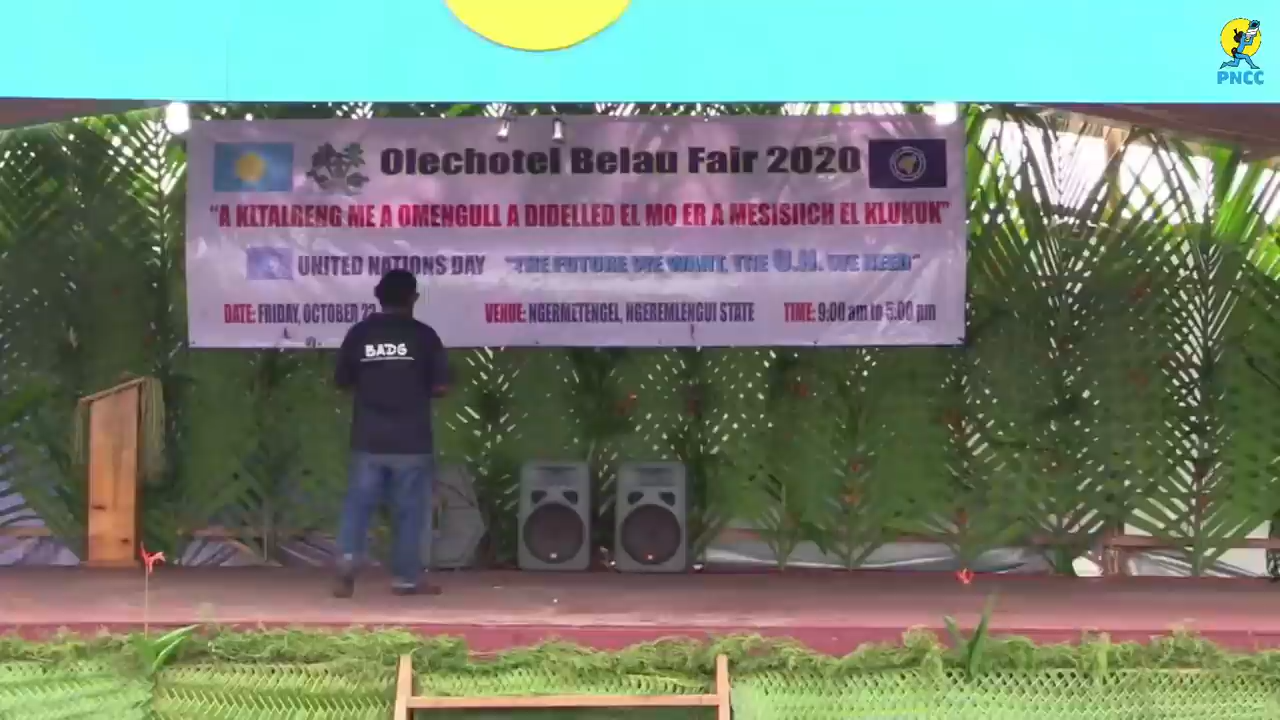 PNCC
Olechotel Belau Fair 2020
"A KLTALRENG ME A OMENGULL A DIDELLED EL MO ER A MESISIICH EL KLUKUK"
UNITED NATIONS DAY "THE FUTURE WE WANT, THE U.N. WE NEED"
DATE: FRIDAY, OCTOBER VENUE: NGERMETENGEL, NGEREMLENGUI STATE TIME: 9:00 am to 5:00 pm
BADG